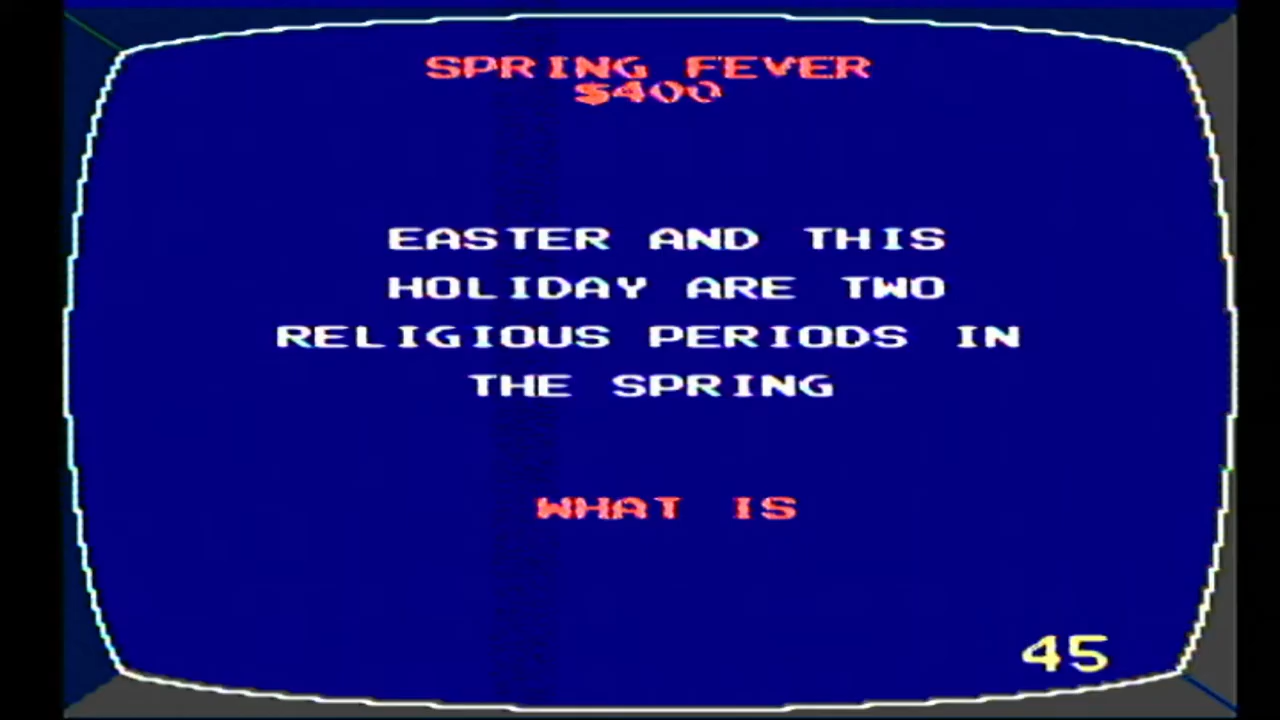 SPRING FEVER
$400
EASTER AND THIS
HOLIDAY ARE TWO
RELIGIOUS PERIODS IN
THE SPRING
WHAT IS
45